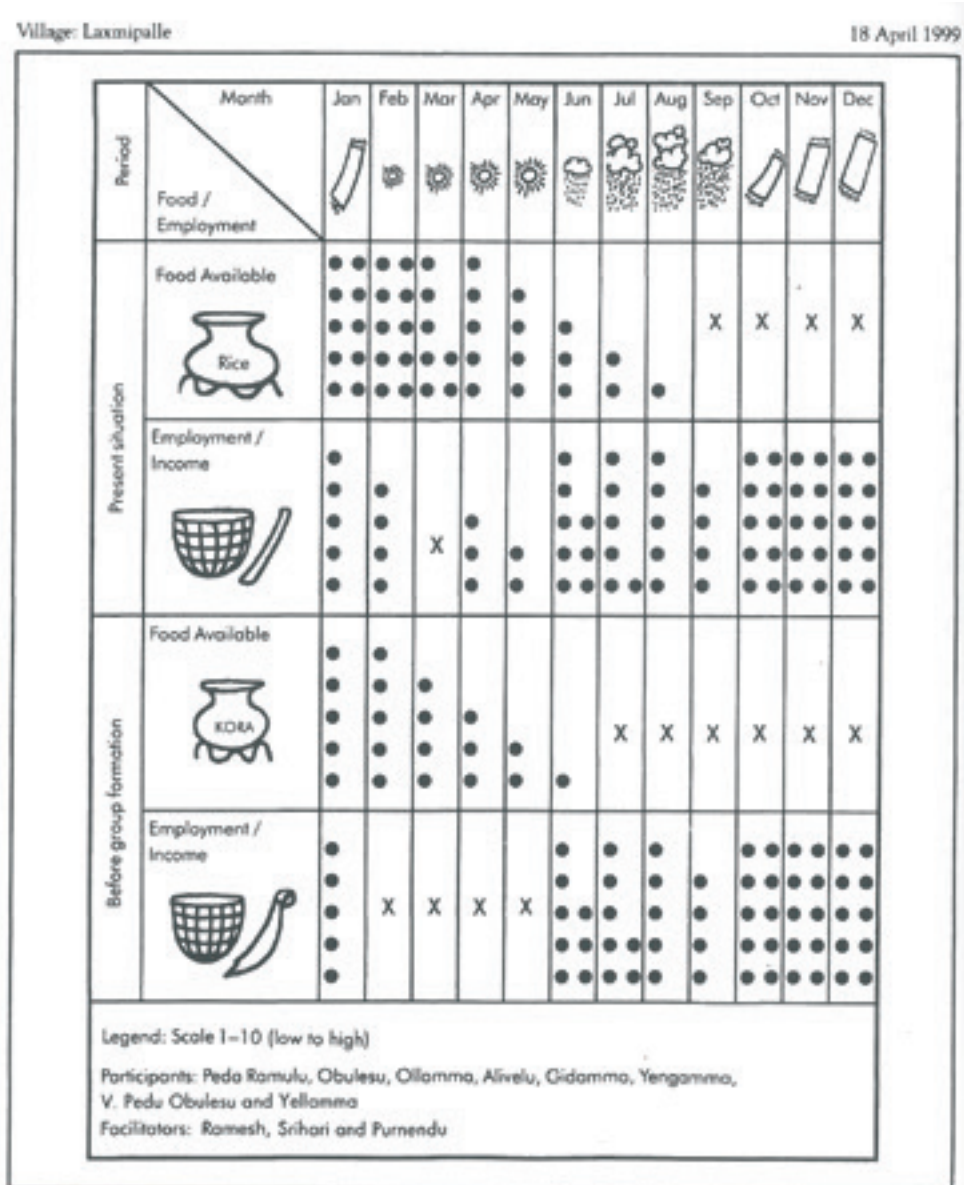 Village: Laxmipalle
18 April 1999
Period
Month
Food /
Employment
Jan Feb Mar Apr May Jun Jul Aug Sep Oct Nov Dec
Present situation
Food Available
Rice
X X X X
Employment /
Income
X
Before group formation
Food Available
KORA
X X X X X X
Employment /
Income
X X X X
Legend: Scale 1–10 (low to high)
Participants: Peda Ramulu, Obulesu, Ollamma, Alivelu, Gidamma, Yengamma,
V. Pedu Obulesu and Yellamma
Facilitators: Ramesh, Srihari and Purnendu